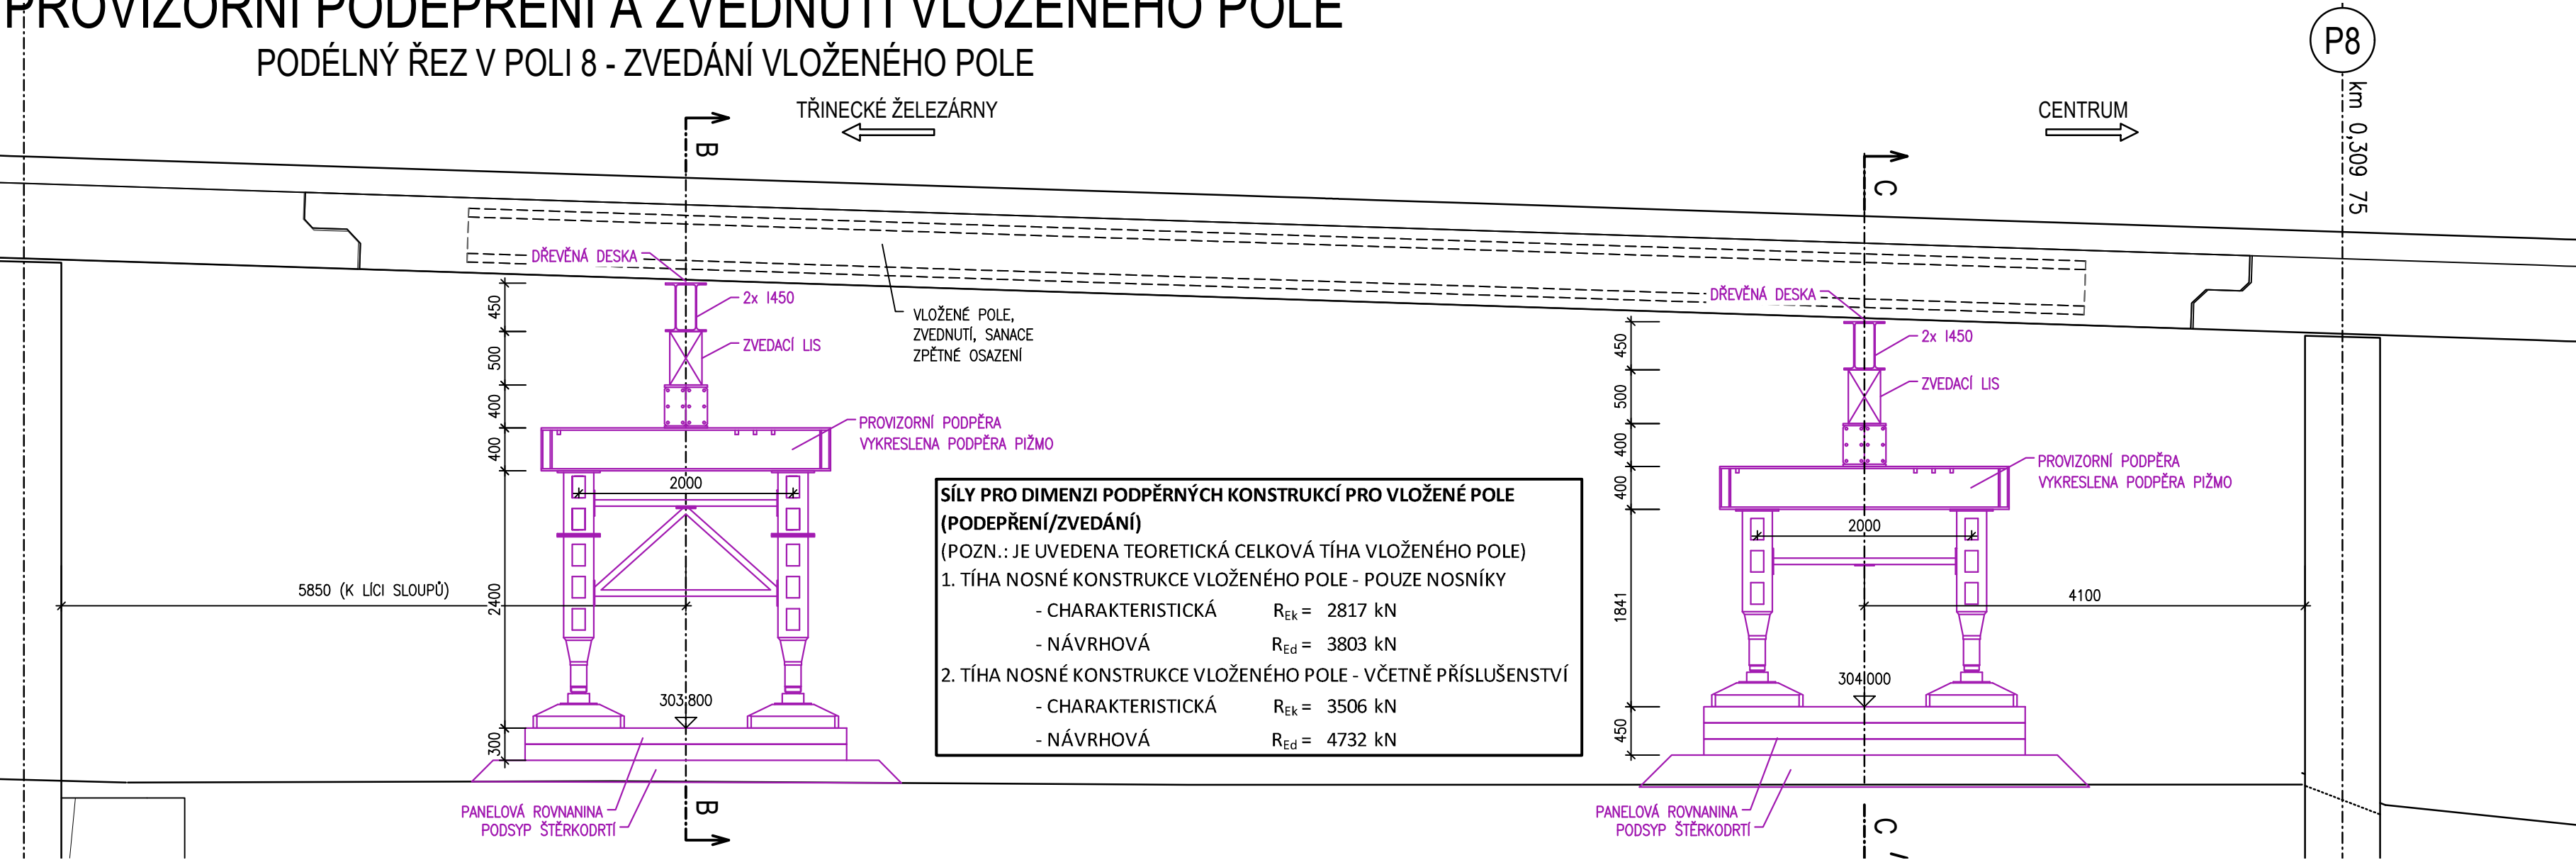 PROVIZORNÍ PODEPŘENÍ A ZVEDNUTÍ VLOŽENÉHO POLE
PODÉLNÝ ŘEZ V POLI 8 - ZVEDÁNÍ VLOŽENÉHO POLE
P8
km 0,309 75
TŘINECKÉ ŽELEZÁRNY
CENTRUM
B
C
DŘEVĚNÁ DESKA
2x I450
ZVEDACÍ LIS
VLOŽENÉ POLE,
ZVEDNUTÍ, SANACE
ZPĚTNÉ OSAZENÍ
DŘEVĚNÁ DESKA
2x I450
ZVEDACÍ LIS
450
500
400
400
2400
300
PROVIZORNÍ PODPĚRA
VYKRESLENA PODPĚRA PIŽMO
2000
5850 (K LÍCI SLOUPŮ)
303.800
SÍLY PRO DIMENZI PODPĚRNÝCH KONSTRUKCÍ PRO VLOŽENÉ POLE
(PODEPŘENÍ/ZVEDÁNÍ)
(POZN.: JE UVEDENA TEORETICKÁ CELKOVÁ TÍHA VLOŽENÉHO POLE)
1. TÍHA NOSNÉ KONSTRUKCE VLOŽENÉHO POLE - POUZE NOSNÍKY
- CHARAKTERISTICKÁ REk = 2817 kN
- NÁVRHOVÁ REd = 3803 kN
2. TÍHA NOSNÉ KONSTRUKCE VLOŽENÉHO POLE - VČETNĚ PŘÍSLUŠENSTVÍ
- CHARAKTERISTICKÁ REk = 3506 kN
- NÁVRHOVÁ REd = 4732 kN
450
500
400
400
1841
450
PROVIZORNÍ PODPĚRA
VYKRESLENA PODPĚRA PIŽMO
2000
4100
304.000
PANELOVÁ ROVNANINA
PODSYP ŠTĚRKODRTÍ
B
PANELOVÁ ROVNANINA
PODSYP ŠTĚRKODRTÍ
C